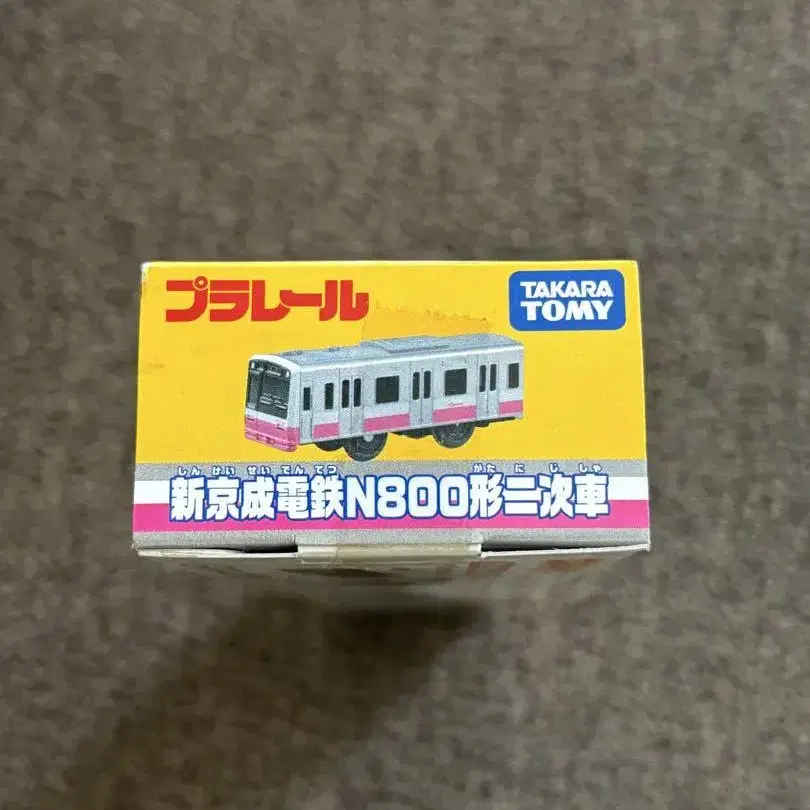 プラレール
TAKARA
TOMY
しんけいせいでんてつ がたにじしゃ
新京成電鉄N800形二次車